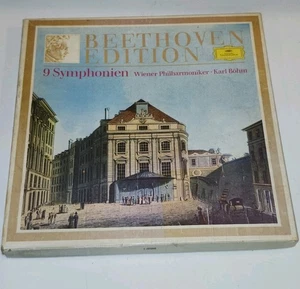 BEETHOVEN
EDITION
9 Symphonien Wiener Philharmoniker · Karl Böhm